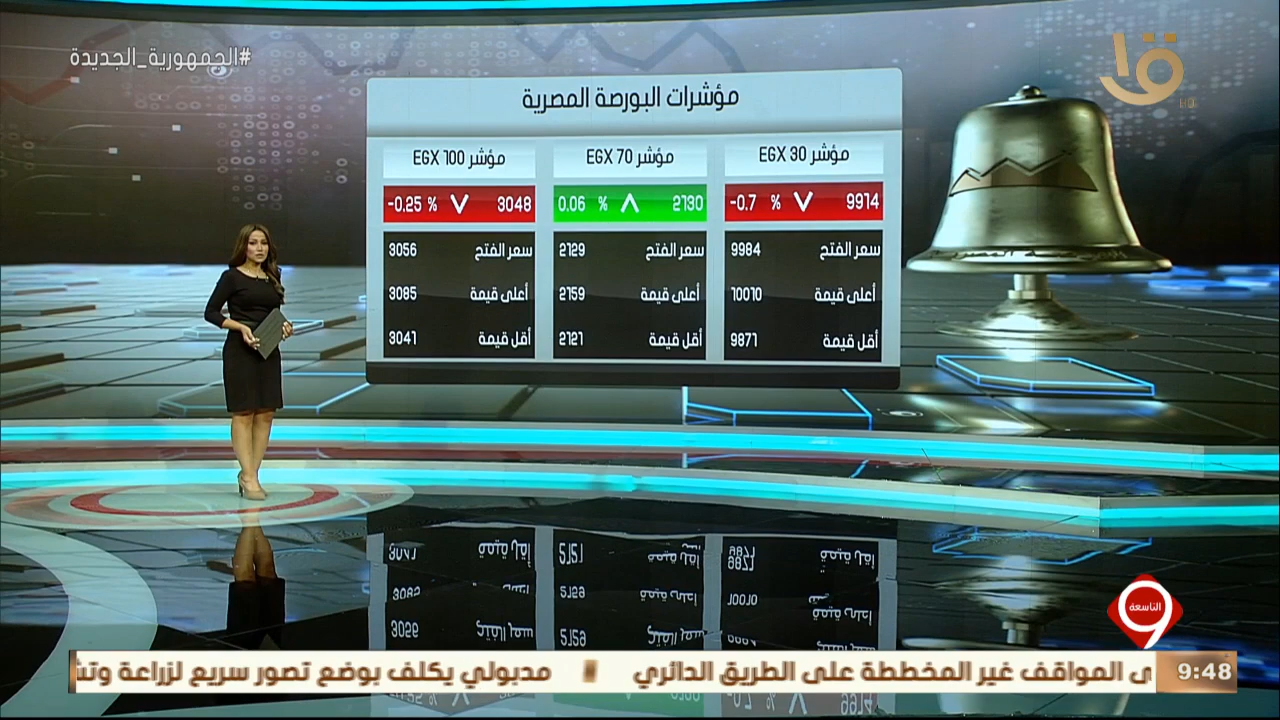 #الجمهورية_الجديدة
HD
مؤشرات البورصة المصرية
مؤشر EGX 30
9914 -0.7 %
سعر الفتح 9984
أعلى قيمة 10010
أقل قيمة 9871
مؤشر EGX 70
2130 0.06 %
سعر الفتح 2129
أعلى قيمة 2159
أقل قيمة 2121
مؤشر EGX 100
3048 -0.25 %
سعر الفتح 3056
أعلى قيمة 3085
أقل قيمة 3041
التاسعة
9
9:48
المواقف غير المخططة على الطريق الدائري
مدبولي يكلف بوضع تصور سريع لزراعة